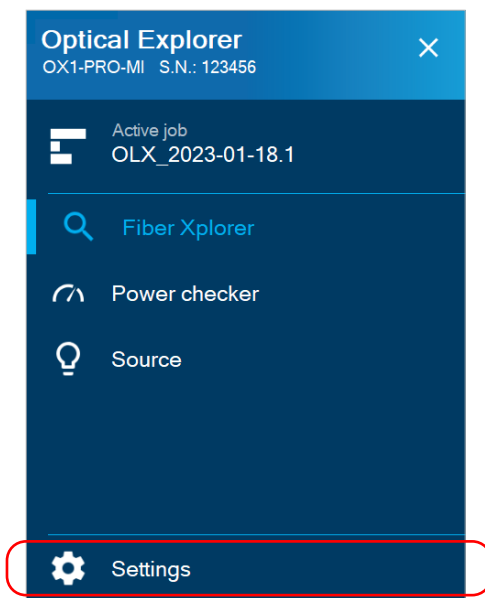 Optical Explorer
OX1-PRO-MI S.N.: 123456
Active job
OLX_2023-01-18.1
Fiber Xplorer
Power checker
Source
Settings